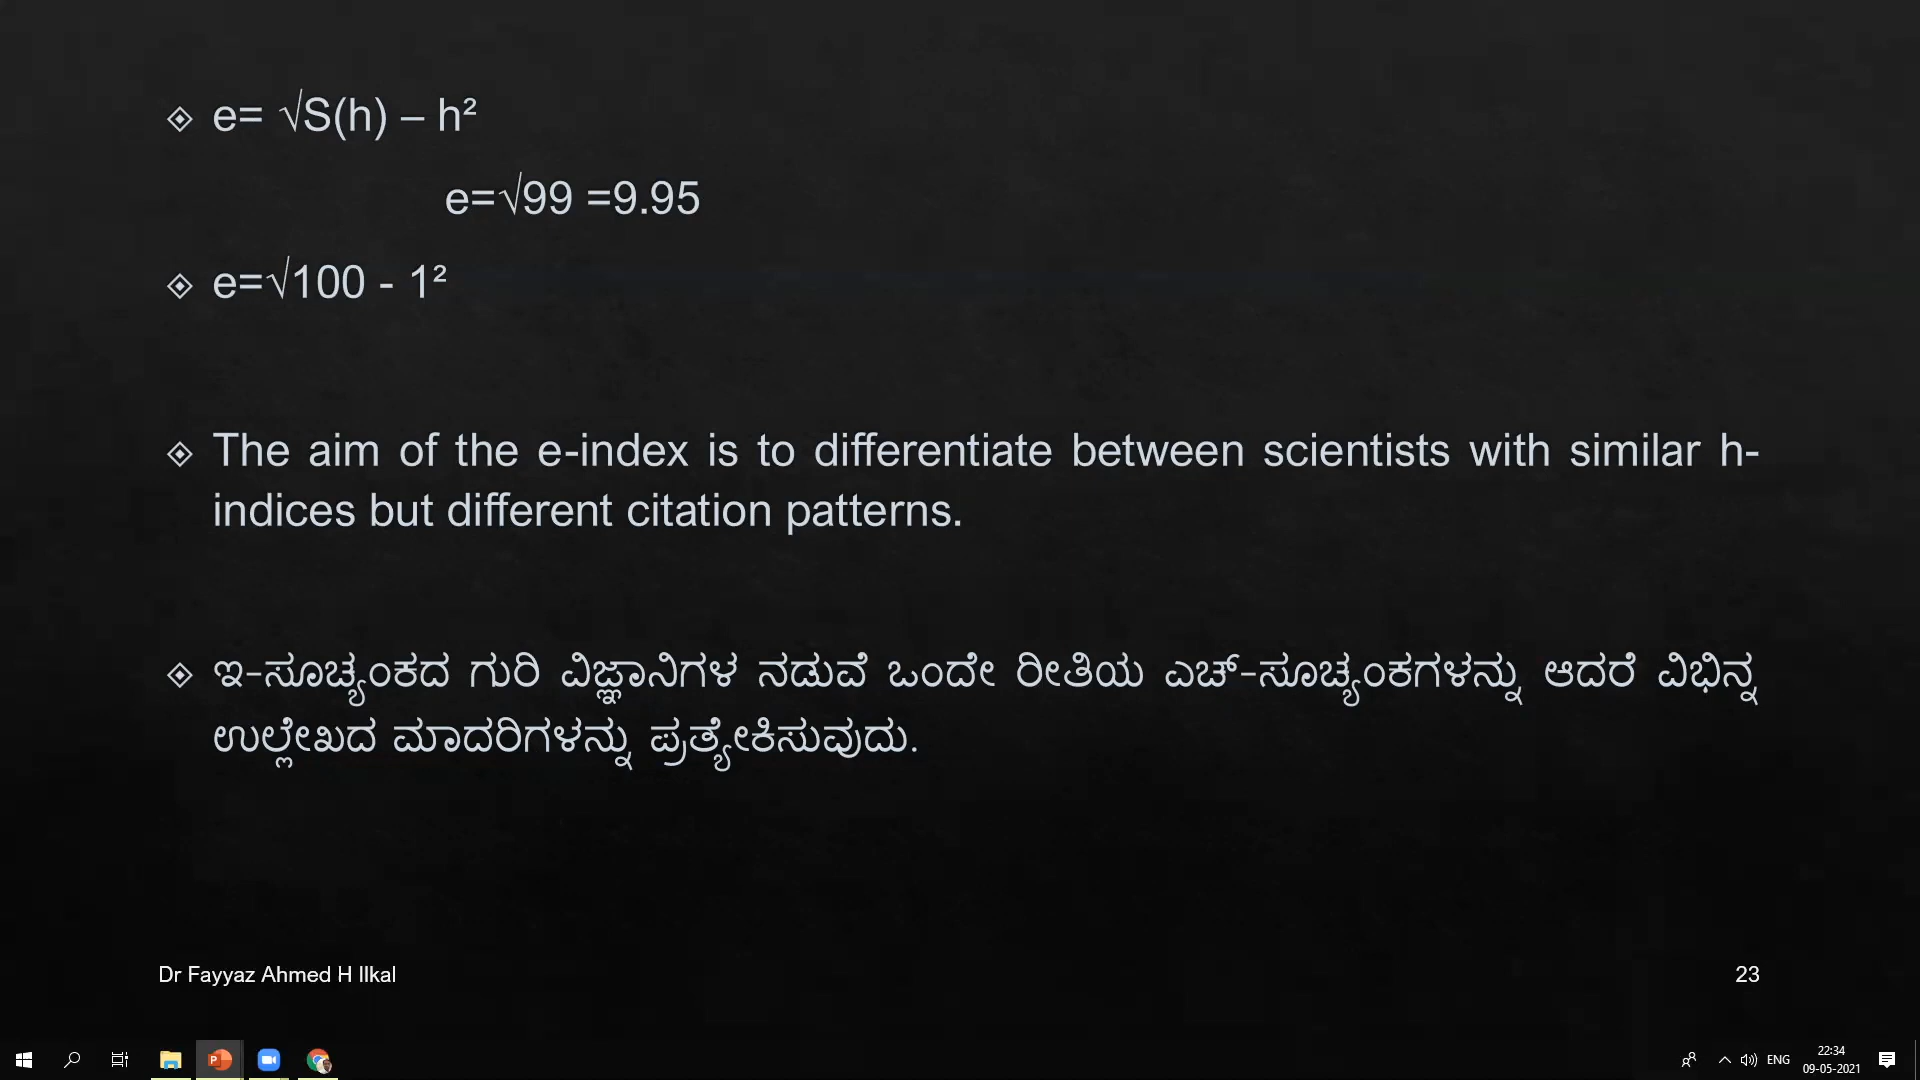 e= √S(h) – h²
e=√99 =9.95
e=√100 - 1²
The aim of the e-index is to differentiate between scientists with similar h-
indices but different citation patterns.
ಇ-ಸೂಚ್ಯಂಕದ ಗುರಿ ವಿಜ್ಞಾನಿಗಳ ನಡುವೆ ಒಂದೇ ರೀತಿಯ ಎಚ್-ಸೂಚ್ಯಂಕಗಳನ್ನು ಆದರೆ ವಿಭಿನ್ನ
ಉಲ್ಲೇಖದ ಮಾದರಿಗಳನ್ನು ಪ್ರತ್ಯೇಕಿಸುವುದು.
Dr Fayyaz Ahmed H Ilkal
23
ENG
22:34
09-05-2021